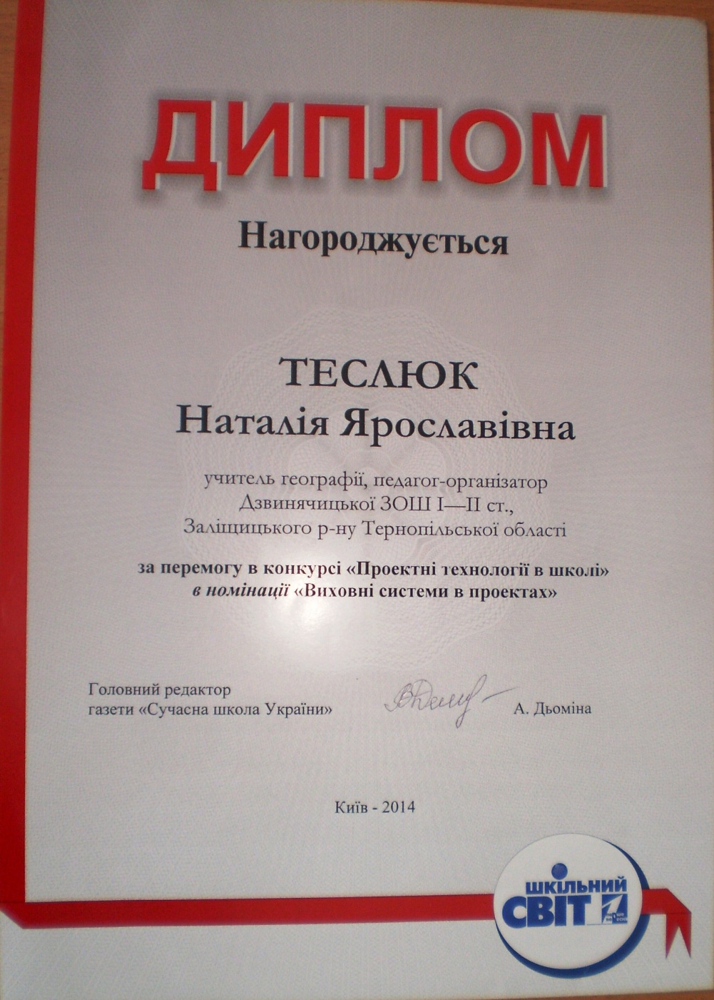 ДИПЛОМ
Нагороджується
ТЕСЛЮК
Наталія Ярославівна
учитель географії, педагог-організатор
Дзвинячицької ЗОШ І—ІІ ст.,
Заліщицького р-ну Тернопільської області
за перемогу в конкурсі «Проектні технології в школі»
в номінації «Виховні системи в проектах»
Головний редактор
газети «Сучасна школа України»
А. Дьоміна
Київ - 2014
ШКІЛЬНИЙ
СВІТ